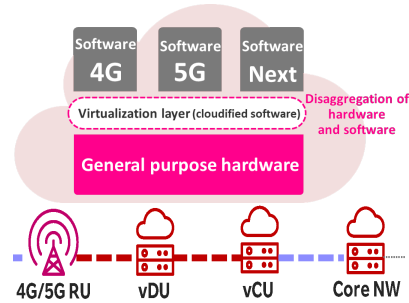 Software
4G
Software
5G
Software
Next
Virtualization layer (cloudified software)
Disaggregation of
hardware
and software
General purpose hardware
4G/5G RU
vDU
vCU
Core NW